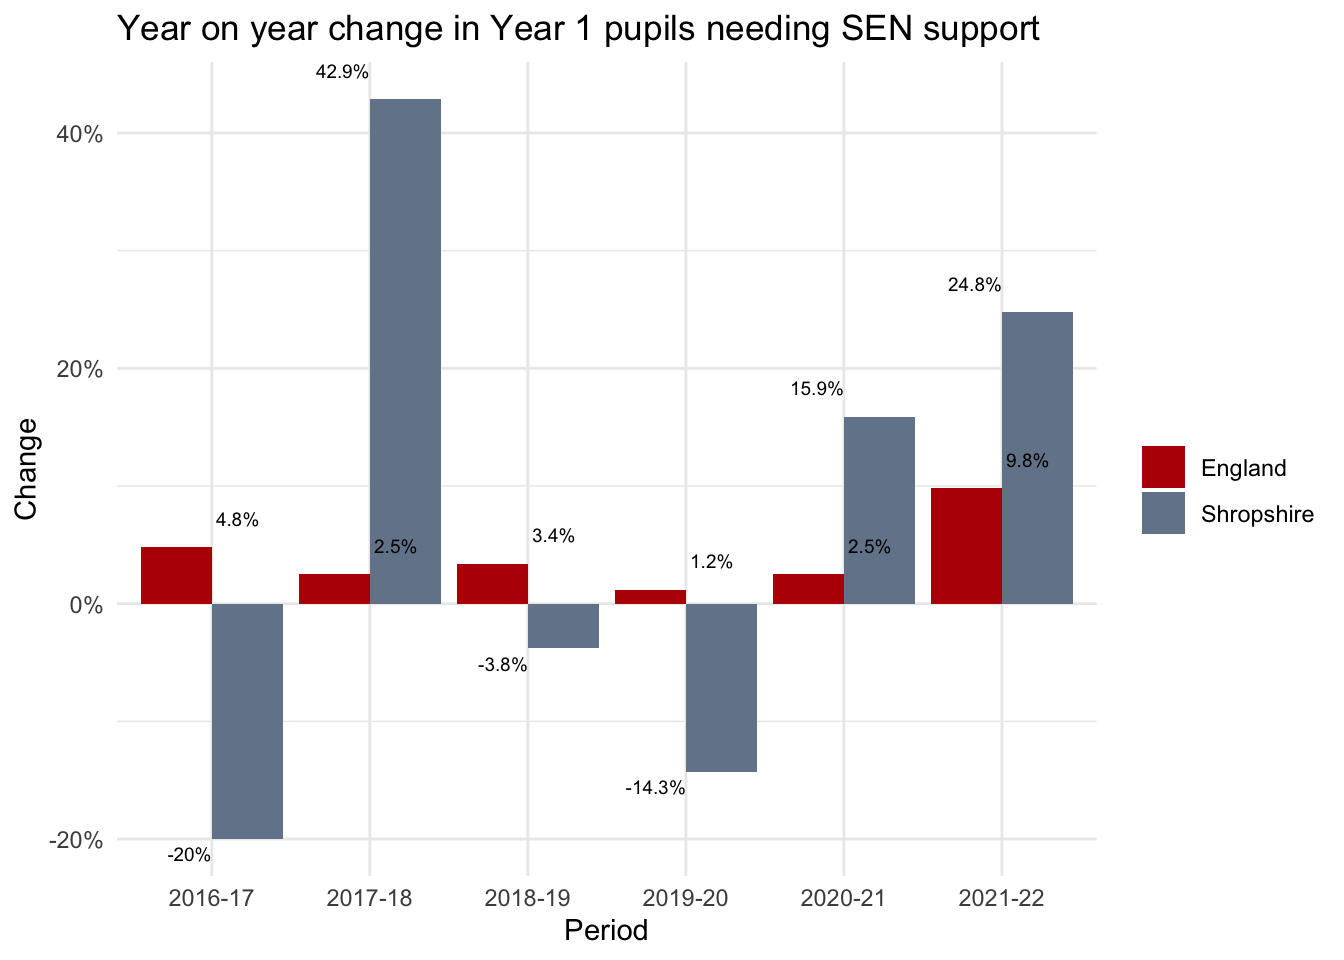 Year on year change in Year 1 pupils needing SEN support
42.9%
40%
24.8%
20%
15.9%
9.8%
4.8%
3.4%
2.5%
2.5%
1.2%
0%
-3.8%
-14.3%
-20%
-20%
Change
England
Shropshire
2016-17 2017-18 2018-19 2019-20 2020-21 2021-22
Period